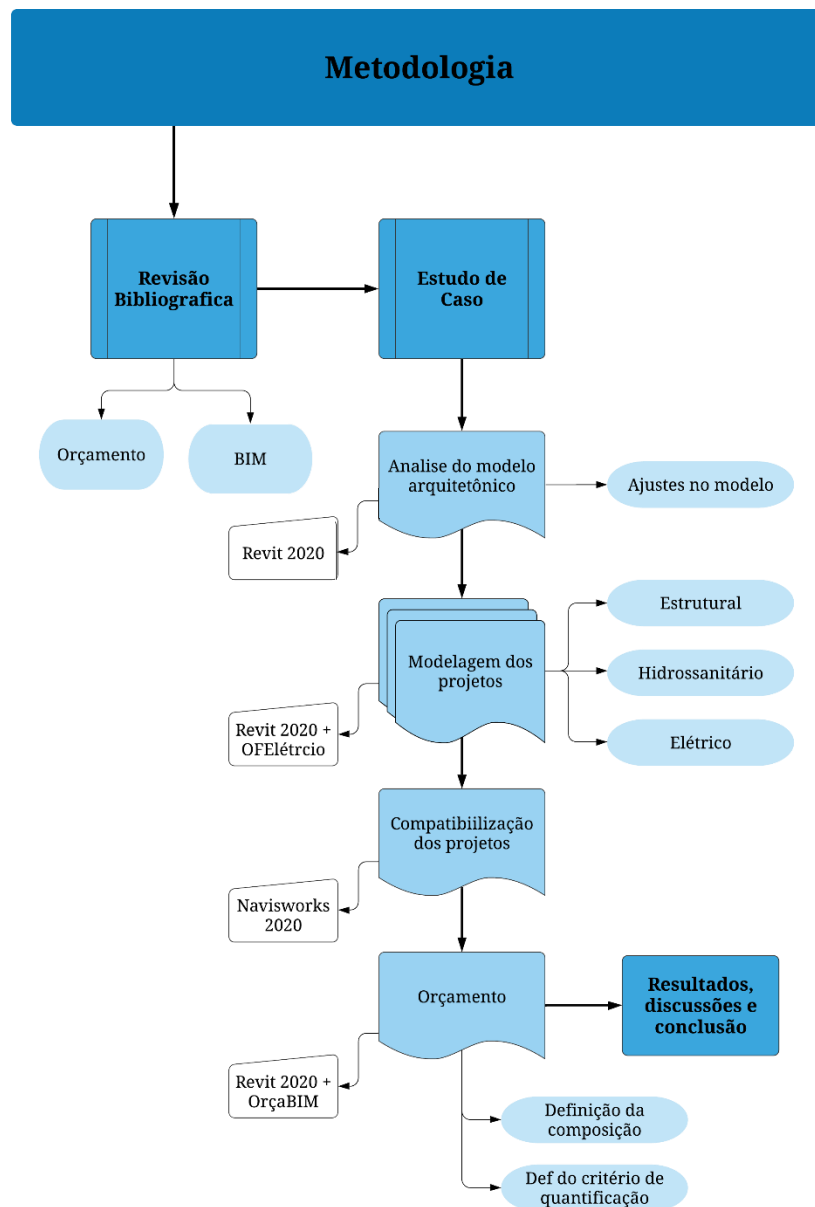 Metodologia
Revisão
Bibliografica
Estudo de
Caso
Orçamento
BIM
Analise do modelo
arquitetônico
Ajustes no modelo
Revit 2020
Estrutural
Modelagem dos
projetos
Hidrossanitário
Revit 2020 +
OFElétrcio
Elétrico
Compatibiilização
dos projetos
Navisworks
2020
Orçamento
Resultados,
discussões e
conclusão
Revit 2020 +
OrçaBIM
Definição da
composição
Def do critério de
quantificação